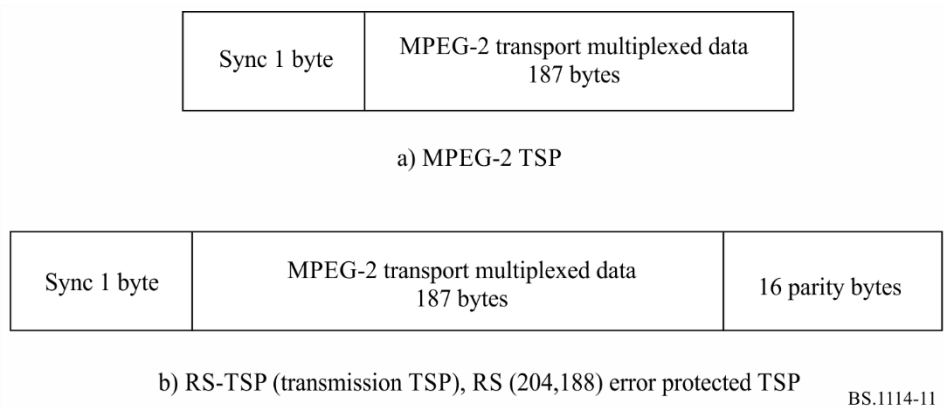 Sync 1 byte
MPEG-2 transport multiplexed data
187 bytes
a) MPEG-2 TSP
Sync 1 byte
MPEG-2 transport multiplexed data
187 bytes
16 parity bytes
b) RS-TSP (transmission TSP), RS (204,188) error protected TSP
BS.1114-11